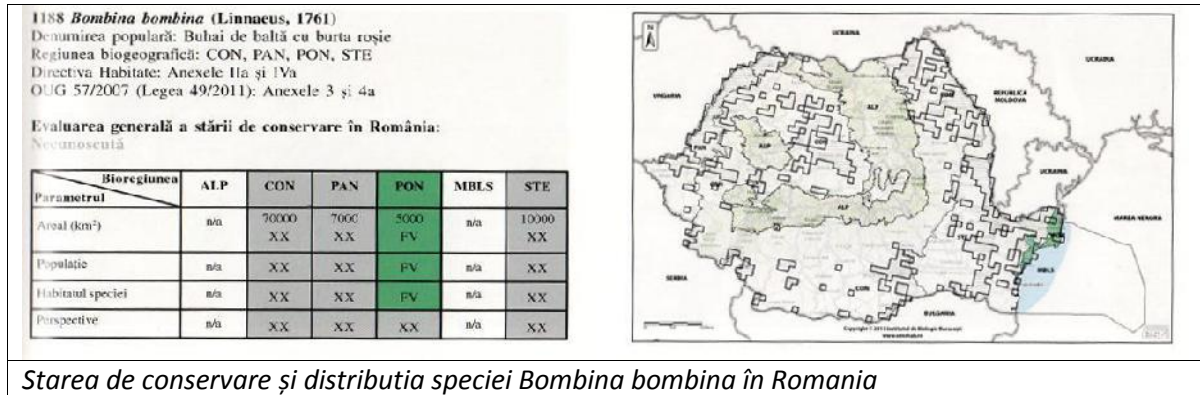 1188 Bombina bombina (Linnaeus, 1761)
Denumirea populară: Buhai de baltă cu burta roșie
Regiunea biogeografică: CON, PAN, PON, STE
Directiva Habitate: Anexele IIa și IVa
OUG 57/2007 (Legea 49/2011): Anexele 3 și 4a
Evaluarea generală a stării de conservare în România:
Necunoscută
Bioregiunea ALP CON PAN PON MBLS STE
Parametrul
Areal (km²) n/a 70000 7000 5000 n/a 10000
XX XX FV XX
Populație n/a XX XX FV n/a XX
Habitatul speciei n/a XX XX FV n/a XX
Perspective n/a XX XX XX n/a XX
N
UCRAINA
UCRAINA
UNGARIA
ALP
REPUBLICA
MOLDOVA
PAN
ALP
UCRAINA
ALP
MAREA NEAGRA
MBLS
SERBIA
CON
BULGARIA
Starea de conservare și distributia speciei Bombina bombina în Romania